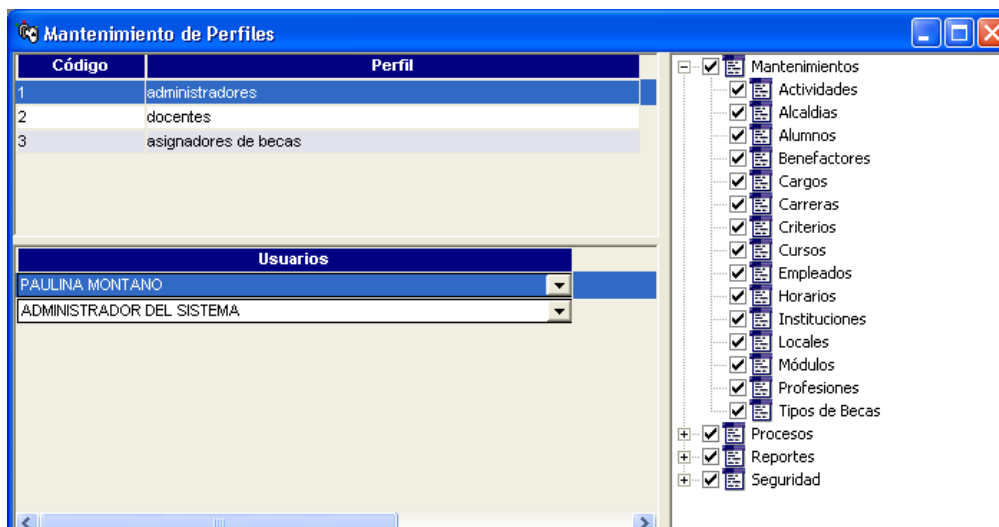 Mantenimiento de Perfiles
Código Perfil
1 administradores
2 docentes
3 asignadores de becas
Usuarios
PAULINA MONTANO
ADMINISTRADOR DEL SISTEMA
Mantenimientos
Actividades
Alcaldias
Alumnos
Benefactores
Cargos
Carreras
Criterios
Cursos
Empleados
Horarios
Instituciones
Locales
Módulos
Profesiones
Tipos de Becas
Procesos
Reportes
Seguridad